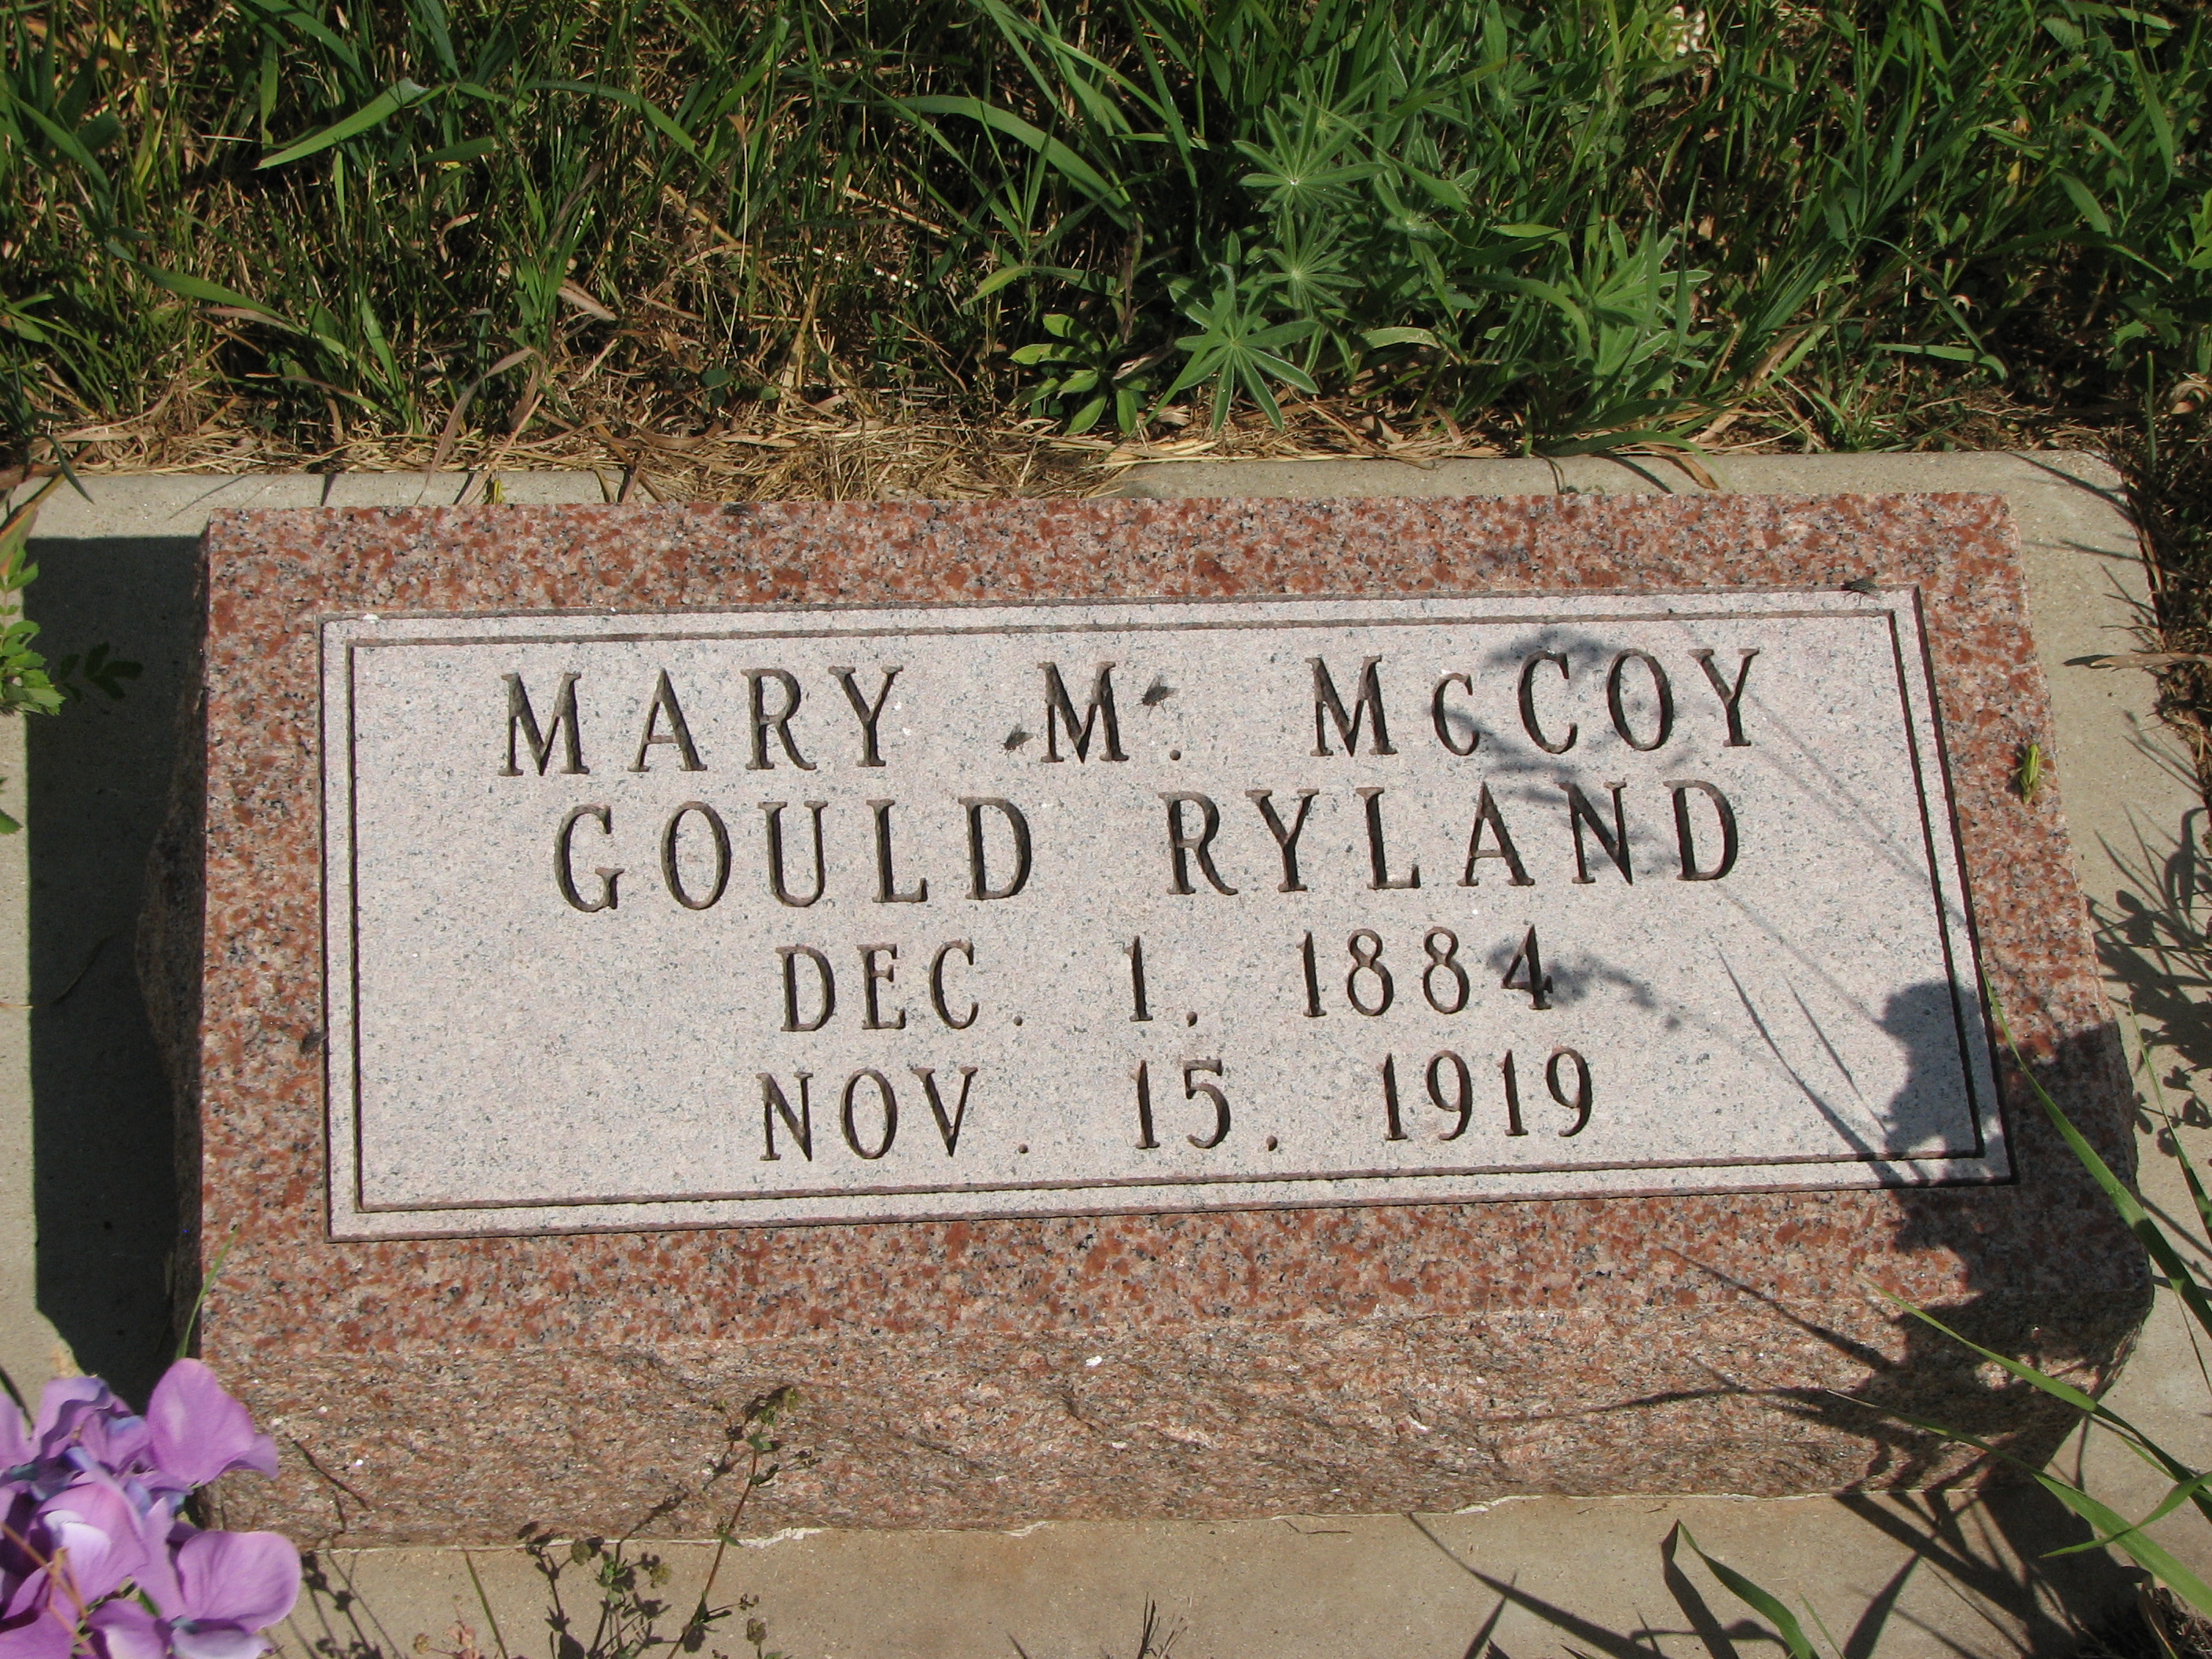 MARY M. McCOY
GOULD RYLAND
DEC. 1. 1884
NOV. 15. 1919